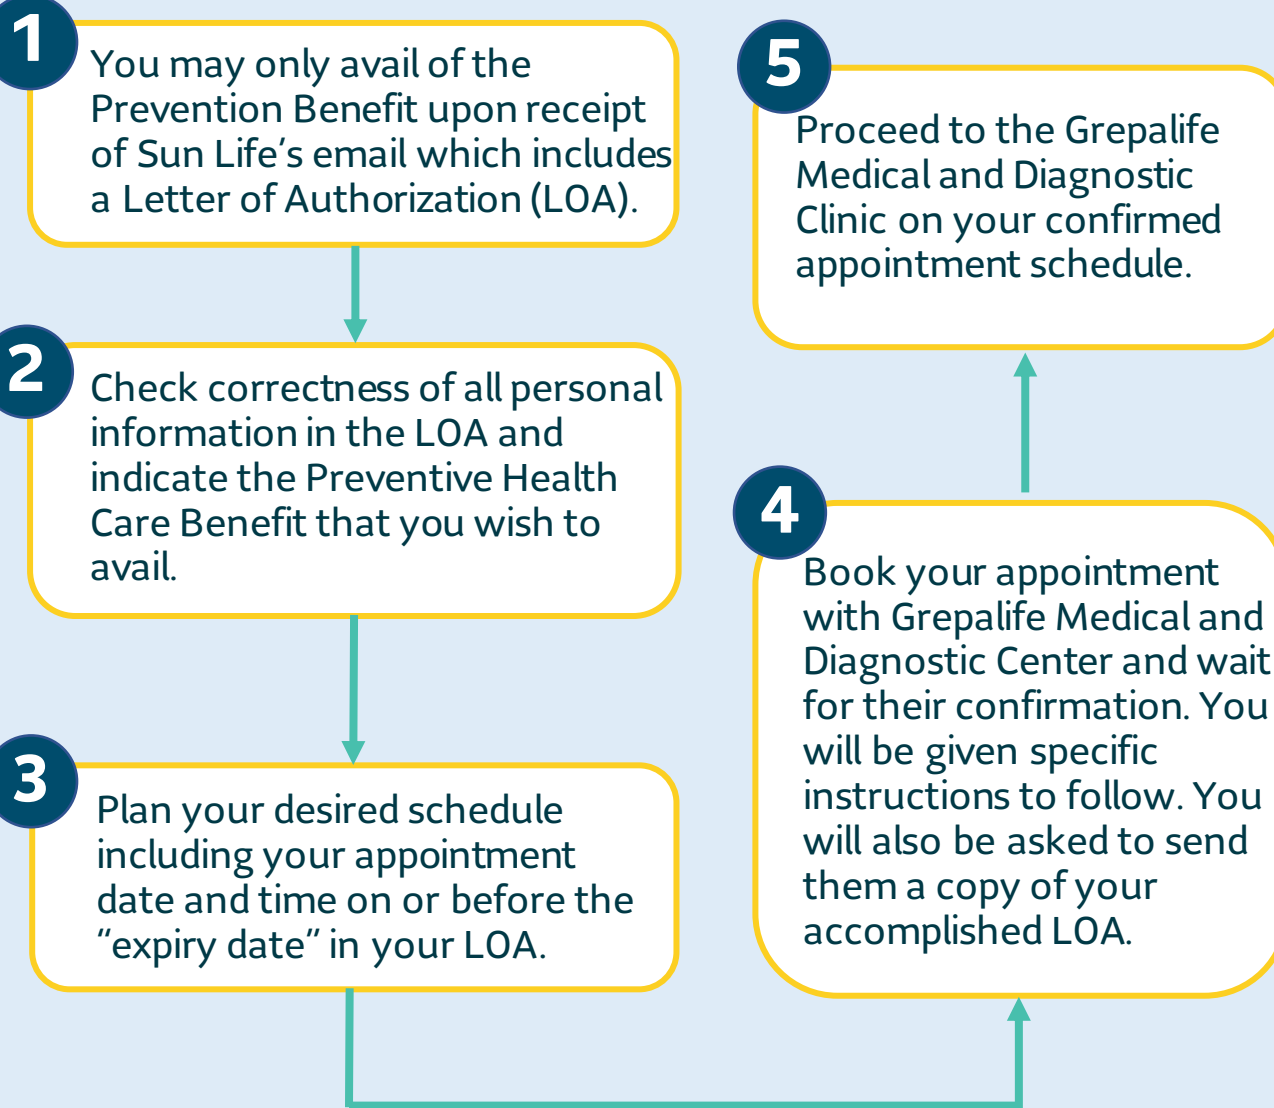 1
You may only avail of the
Prevention Benefit upon receipt
of Sun Life’s email which includes
a Letter of Authorization (LOA).
2
Check correctness of all personal
information in the LOA and
indicate the Preventive Health
Care Benefit that you wish to
avail.
3
Plan your desired schedule
including your appointment
date and time on or before the
“expiry date” in your LOA.
4
Book your appointment
with Grepalife Medical and
Diagnostic Center and wait
for their confirmation. You
will be given specific
instructions to follow. You
will also be asked to send
them a copy of your
accomplished LOA.
5
Proceed to the Grepalife
Medical and Diagnostic
Clinic on your confirmed
appointment schedule.